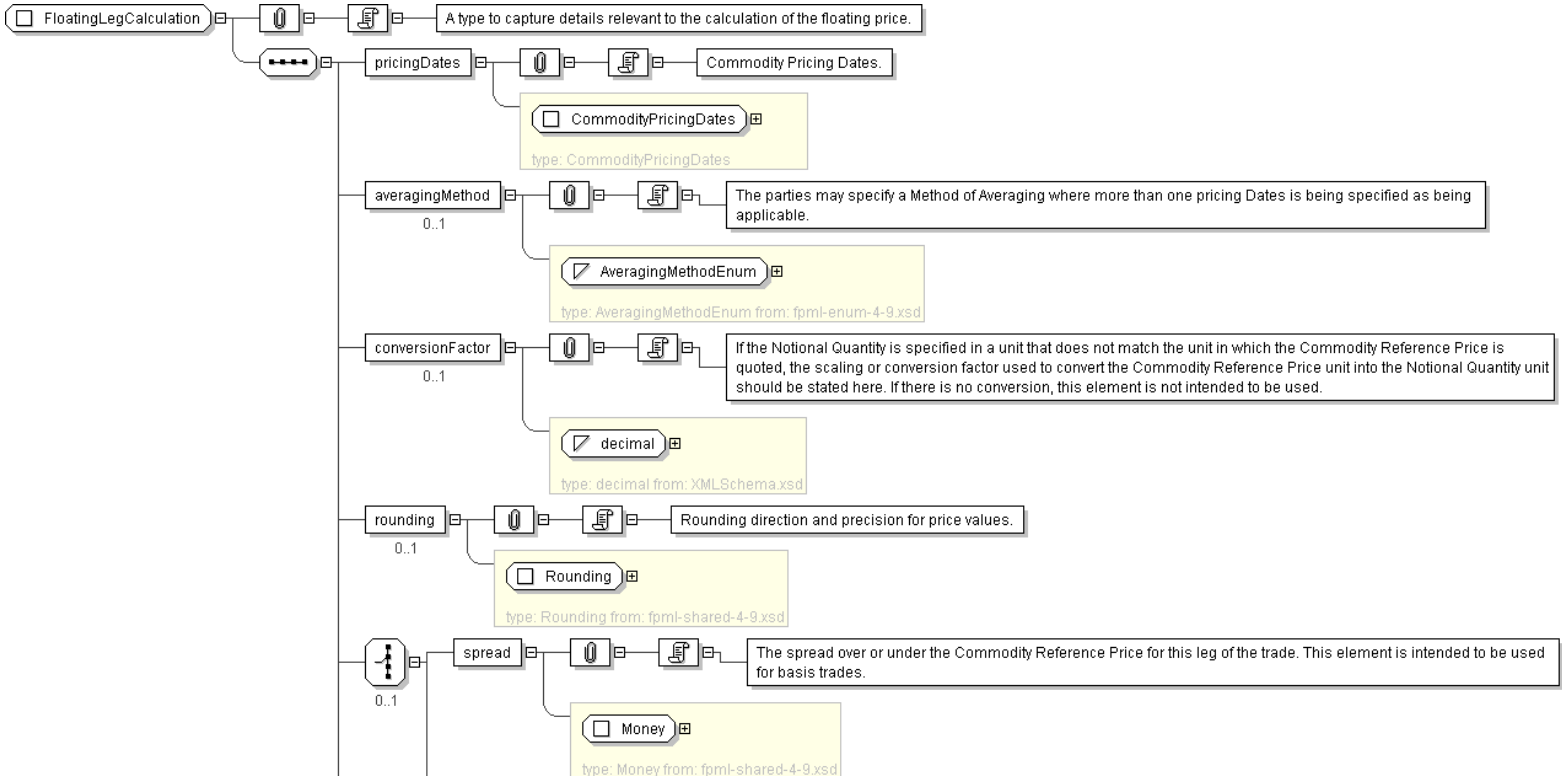 FloatingLegCalculation
A type to capture details relevant to the calculation of the floating price.
pricingDates
Commodity Pricing Dates.
CommodityPricingDates
type: CommodityPricingDates
averagingMethod
0..1
The parties may specify a Method of Averaging where more than one pricing Dates is being specified as being
applicable.
AveragingMethodEnum
type: AveragingMethodEnum from: fpml-enum-4-9.xsd
conversionFactor
0..1
If the Notional Quantity is specified in a unit that does not match the unit in which the Commodity Reference Price is
quoted, the scaling or conversion factor used to convert the Commodity Reference Price unit into the Notional Quantity unit
should be stated here. If there is no conversion, this element is not intended to be used.
decimal
type: decimal from: XMLSchema.xsd
rounding
0..1
Rounding direction and precision for price values.
Rounding
type: Rounding from: fpml-shared-4-9.xsd
0..1
spread
The spread over or under the Commodity Reference Price for this leg of the trade. This element is intended to be used
for basis trades.
Money
type: Money from: fpml-shared-4-9.xsd